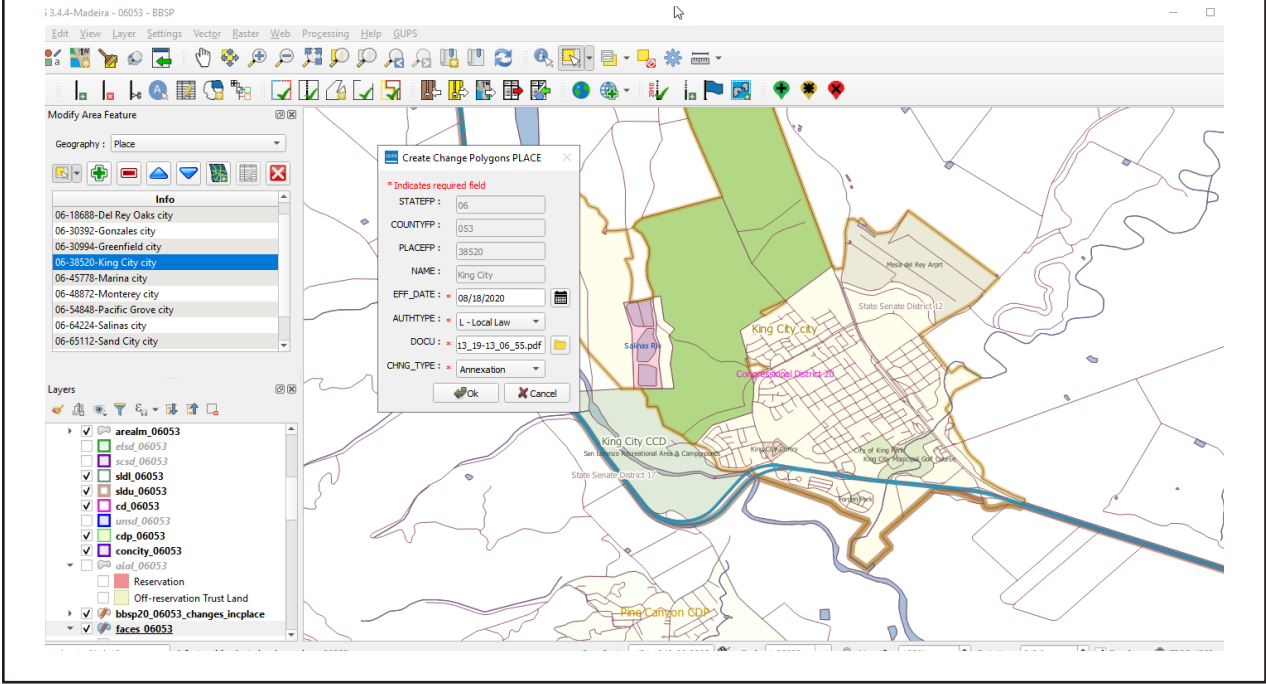 3.4.4-Madeira - 06053 - BBSP
Edit View Layer Settings Vector Raster Web Processing Help GUPS
Modify Area Feature
Geography : Place
Info
06-18688-Del Rey Oaks city
06-30392-Gonzales city
06-30994-Greenfield city
06-38520-King City city
06-45778-Marina city
06-48872-Monterey city
06-54848-Pacific Grove city
06-64224-Salinas city
06-65112-Sand City city
Layers
arealm_06053
elsd_06053
scsd_06053
sldl_06053
sldu_06053
cd_06053
unsd_06053
cdp_06053
concity_06053
aial_06053
Reservation
Off-reservation Trust Land
bbsp20_06053_changes_incplace
faces_06053
Create Change Polygons PLACE
* Indicates required field
STATEFP : 06
COUNTYFP : 053
PLACEFP : 38520
NAME : King City
EFF_DATE : * 08/18/2020
AUTHTYPE : * L - Local Law
DOCU : * 13_19-13_06_55.pdf
CHNG_TYPE : * Annexation
Ok Cancel
Mesa del Rey Arprt
State Senate District 12
King City city
Salinas Riv
Congressional District 20
King City CCD
San Lorenzo Recreational Area & Campgrounds
State Senate District 17
City of King
King City Municipal Golf Course
Forden Park
Pine Canyon CDP